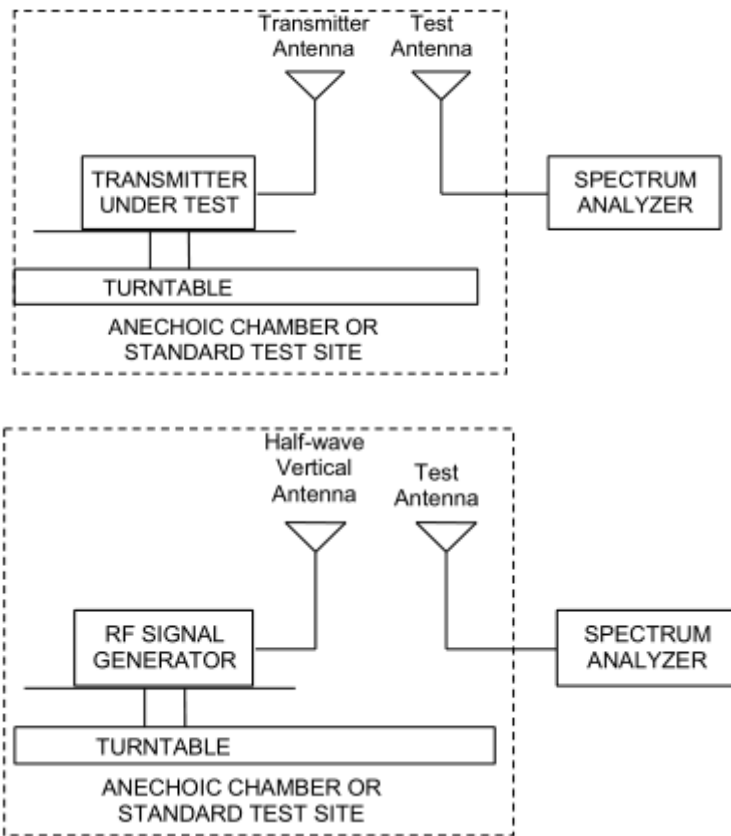 Transmitter
Antenna
Test
Antenna
TRANSMITTER
UNDER TEST
SPECTRUM
ANALYZER
TURNTABLE
ANECHOIC CHAMBER OR
STANDARD TEST SITE
Half-wave
Vertical
Antenna
Test
Antenna
RF SIGNAL
GENERATOR
SPECTRUM
ANALYZER
TURNTABLE
ANECHOIC CHAMBER OR
STANDARD TEST SITE